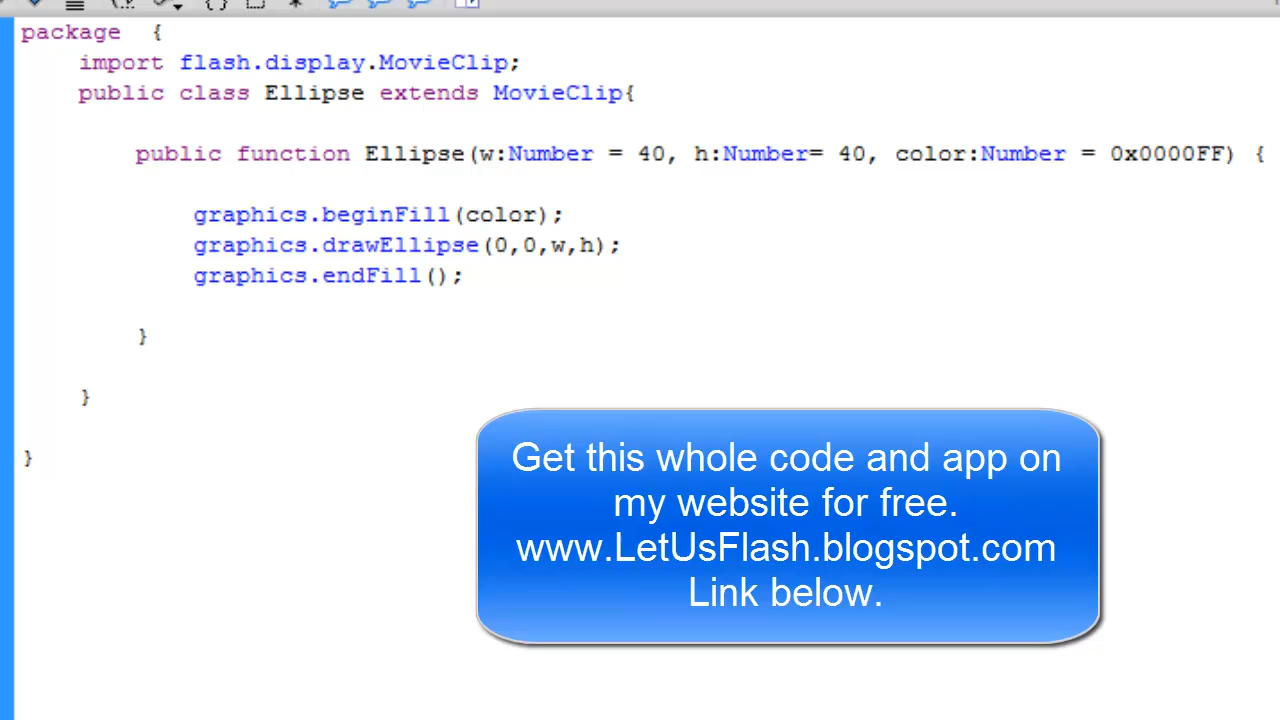 package  {
import flash.display.MovieClip;
public class Ellipse extends MovieClip{
public function Ellipse(w:Number = 40, h:Number= 40, color:Number = 0x0000FF) {
graphics.beginFill(color);
graphics.drawEllipse(0,0,w,h);
graphics.endFill();
}
}
}
Get this whole code and app on
my website for free.
www.LetUsFlash.blogspot.com
Link below.